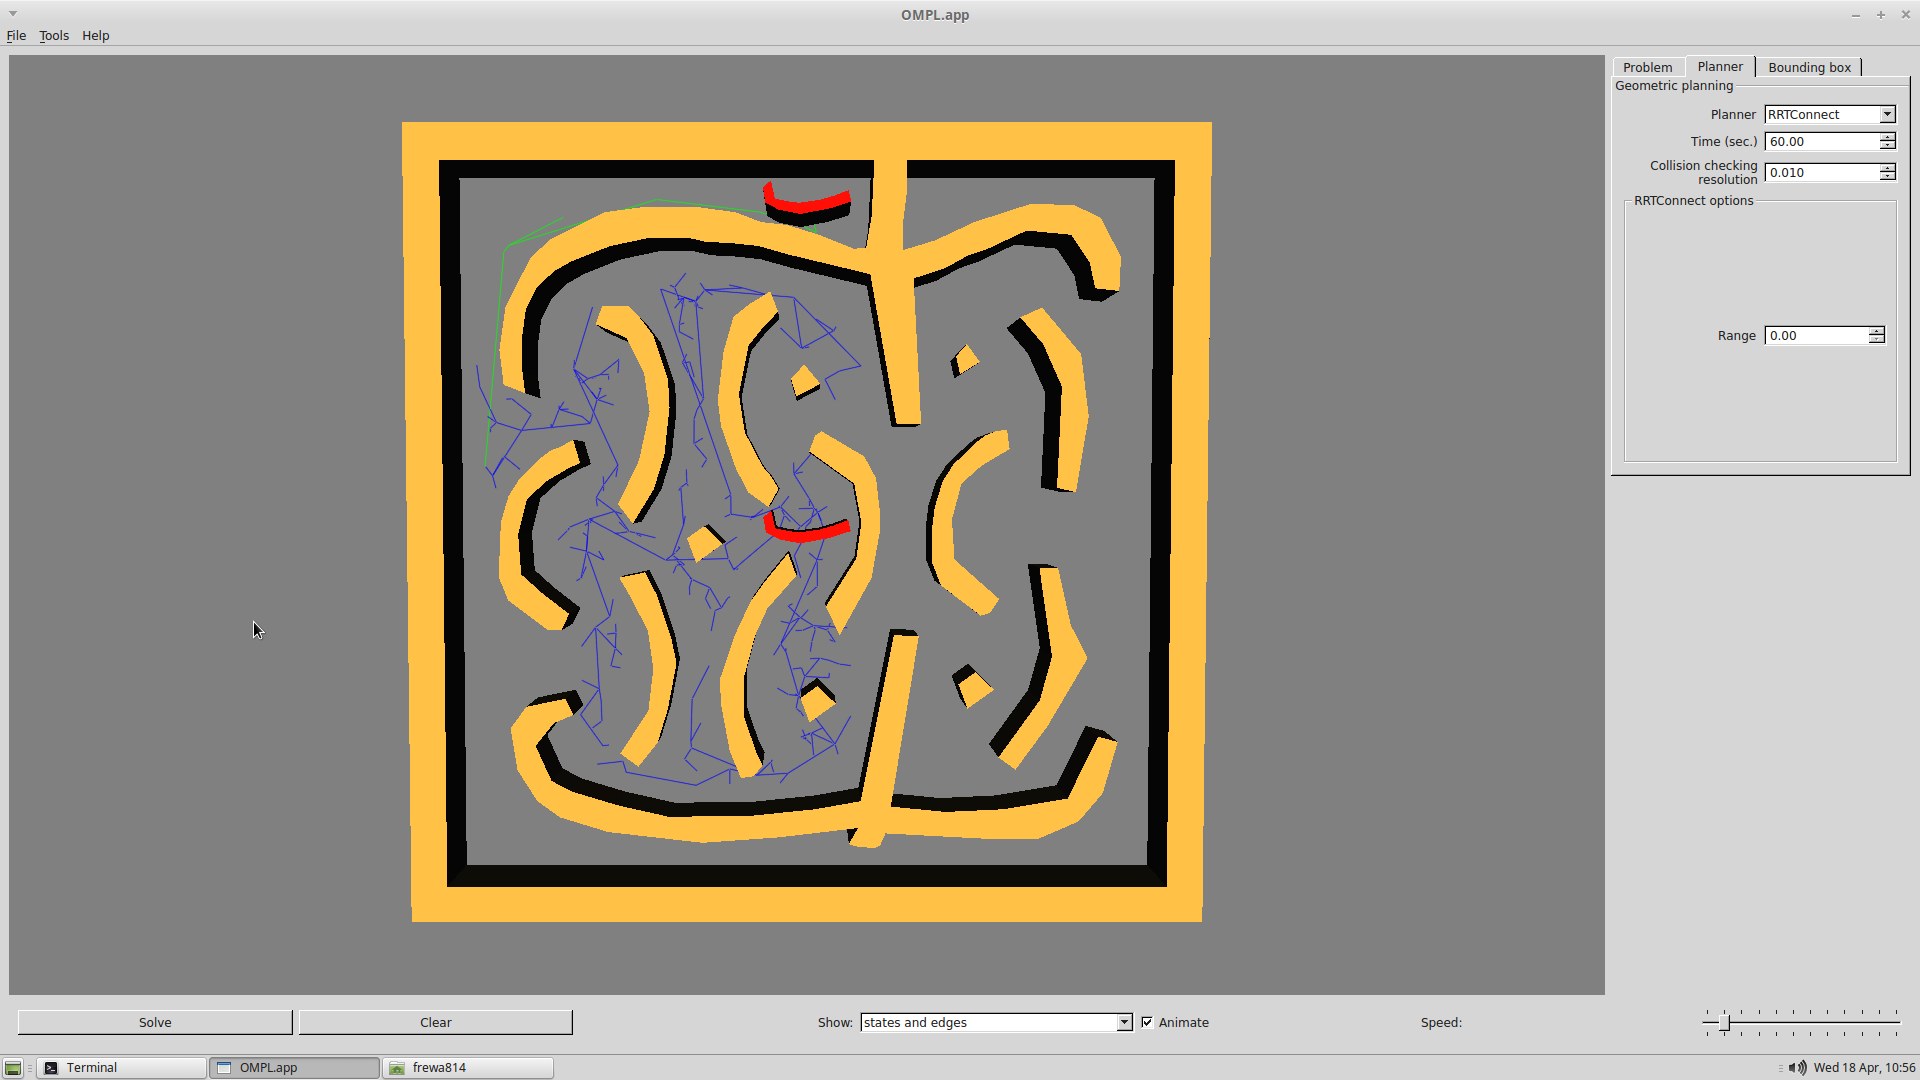 OMPL.app
File Tools Help
Problem Planner Bounding box
Geometric planning
Planner RRTConnect
Time (sec.) 60.00
Collision checking
resolution 0.010
RRTConnect options
Range 0.00
Solve Clear Show: states and edges Animate Speed:
Terminal OMPL.app frewa814 Wed 18 Apr, 10:56